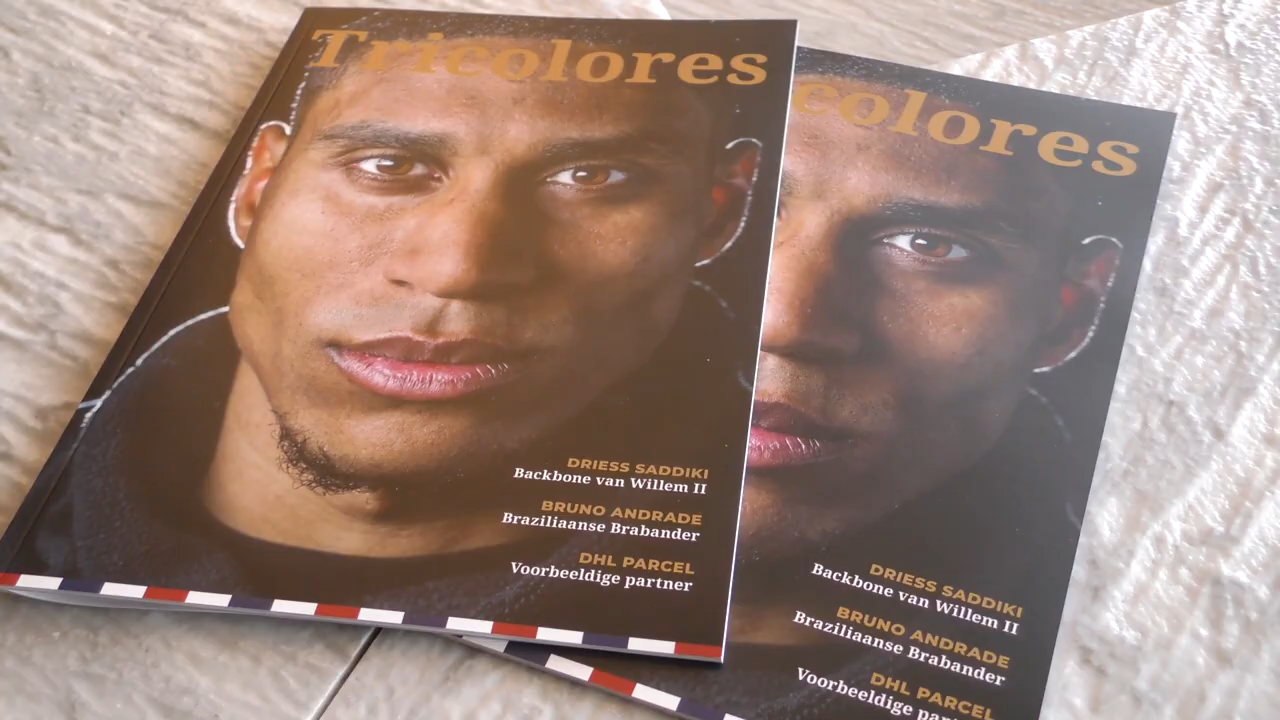 Tricolores
DRIESS SADDIKI
Backbone van Willem II
BRUNO ANDRADE
Braziliaanse Brabander
DHL PARCEL
Voorbeeldige partner
colores
DRIESS SADDIKI
Backbone van Willem II
BRUNO ANDRADE
Braziliaanse Brabander
DHL PARCEL
Voorbeeldige